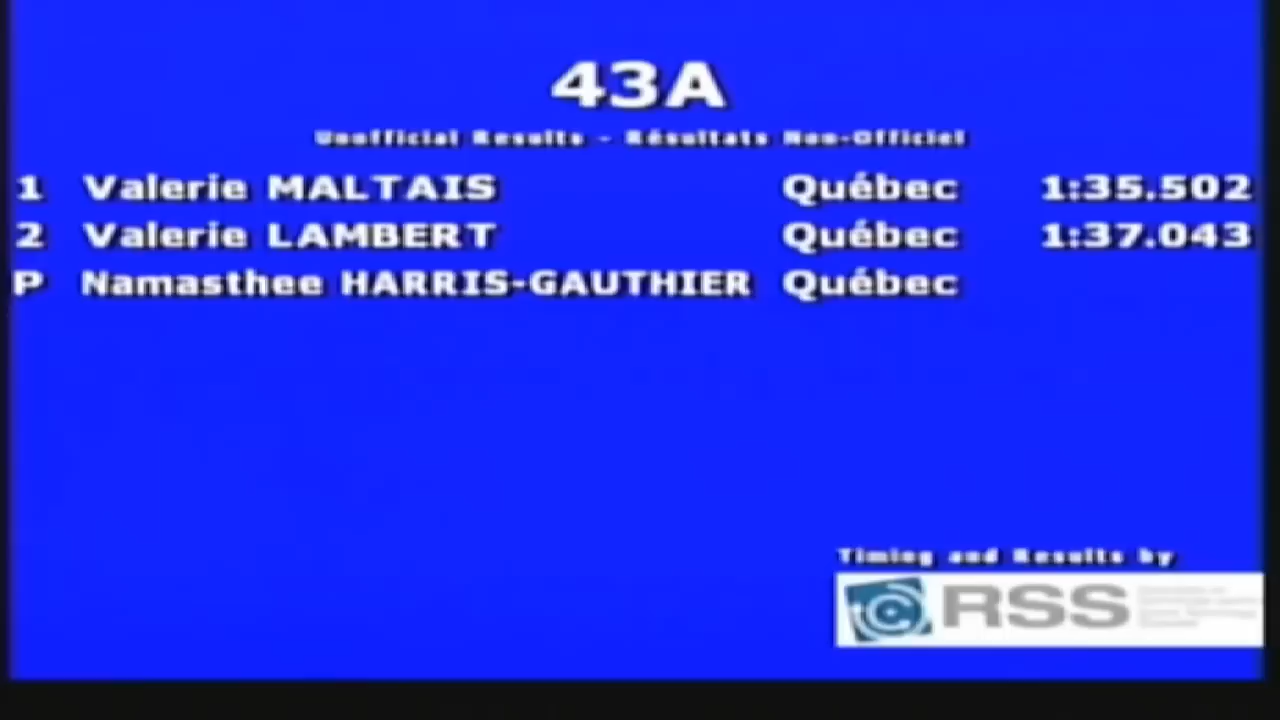 43A
Unofficial Results - Résultats Non-Officiel
1 Valerie MALTAIS Québec 1:35.502
2 Valerie LAMBERT Québec 1:37.043
P Namasthee HARRIS-GAUTHIER Québec
Timing and Results by
RSS